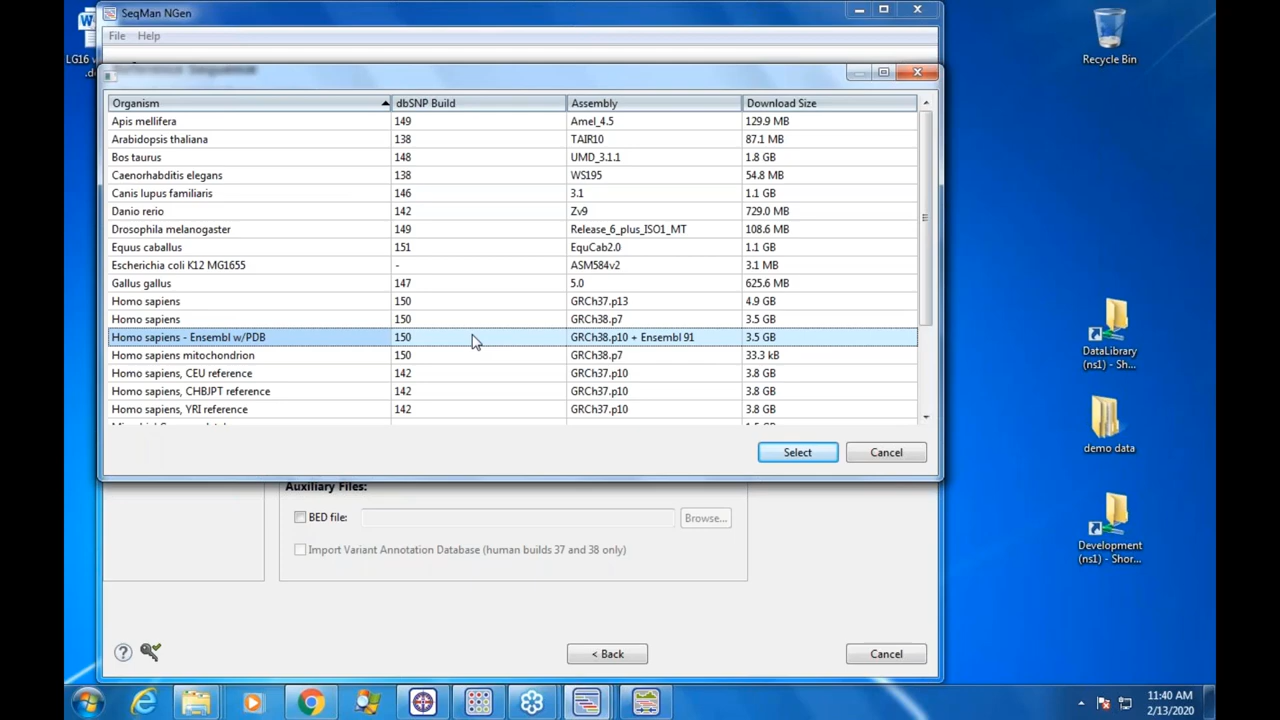 SeqMan NGen
File Help
LG16
Organism dbSNP Build Assembly Download Size
Apis mellifera 149 Amel_4.5 129.9 MB
Arabidopsis thaliana 138 TAIR10 87.1 MB
Bos taurus 148 UMD_3.1.1 1.8 GB
Caenorhabditis elegans 138 WS195 54.8 MB
Canis lupus familiaris 146 3.1 1.1 GB
Danio rerio 142 Zv9 729.0 MB
Drosophila melanogaster 149 Release_6_plus_ISO1_MT 108.6 MB
Equus caballus 151 EquCab2.0 1.1 GB
Escherichia coli K12 MG1655 - ASM584v2 3.1 MB
Gallus gallus 147 5.0 625.6 MB
Homo sapiens 150 GRCh37.p13 4.9 GB
Homo sapiens 150 GRCh38.p7 3.5 GB
Homo sapiens - Ensembl w/PDB 150 GRCh38.p10 + Ensembl 91 3.5 GB
Homo sapiens mitochondrion 150 GRCh38.p7 33.3 kB
Homo sapiens, CEU reference 142 GRCh37.p10 3.8 GB
Homo sapiens, CHBJPT reference 142 GRCh37.p10 3.8 GB
Homo sapiens, YRI reference 142 GRCh37.p10 3.8 GB
Select Cancel
Auxiliary Files:
BED file: Browse...
Import Variant Annotation Database (human builds 37 and 38 only)
< Back Cancel
Recycle Bin
DataLibrary
(ns1) - Sh...
demo data
Development
(ns1) - Shor...
11:40 AM
2/13/2020